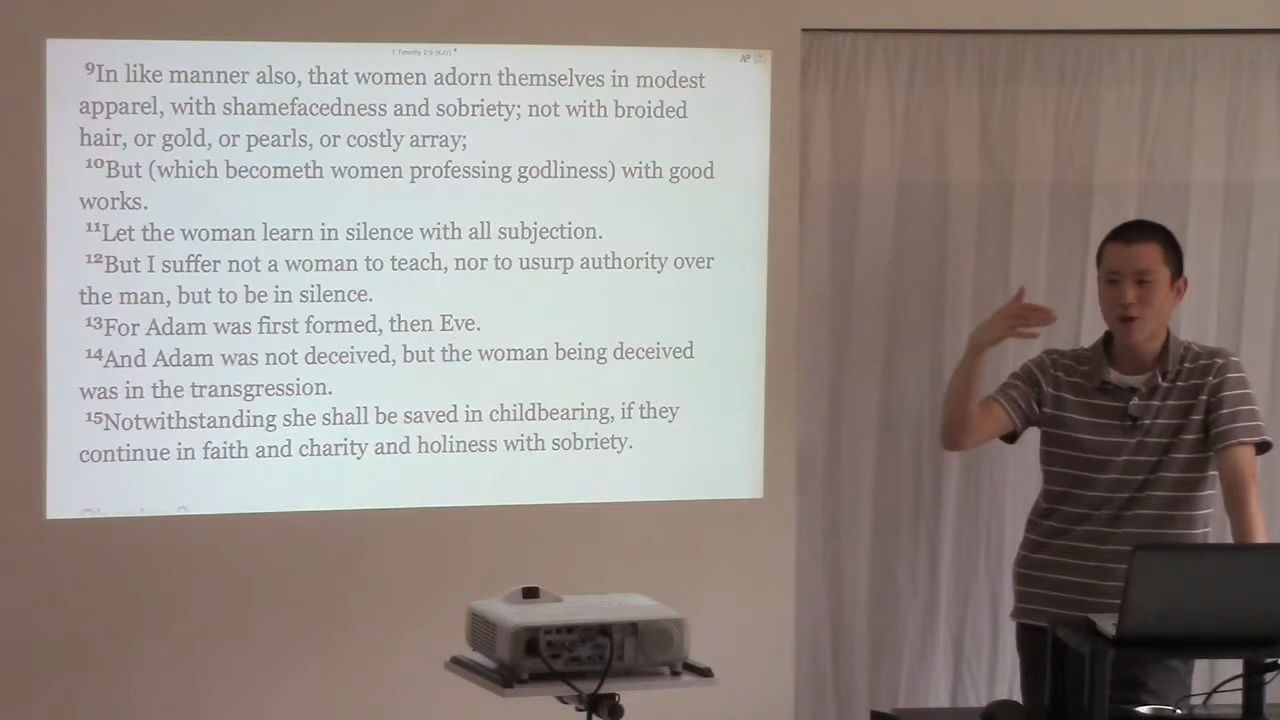 1 Timothy 2:9 (KJV)
9In like manner also, that women adorn themselves in modest
apparel, with shamefacedness and sobriety; not with broided
hair, or gold, or pearls, or costly array;
10But (which becometh women professing godliness) with good
works.
11Let the woman learn in silence with all subjection.
12But I suffer not a woman to teach, nor to usurp authority over
the man, but to be in silence.
13For Adam was first formed, then Eve.
14And Adam was not deceived, but the woman being deceived
was in the transgression.
15Notwithstanding she shall be saved in childbearing, if they
continue in faith and charity and holiness with sobriety.